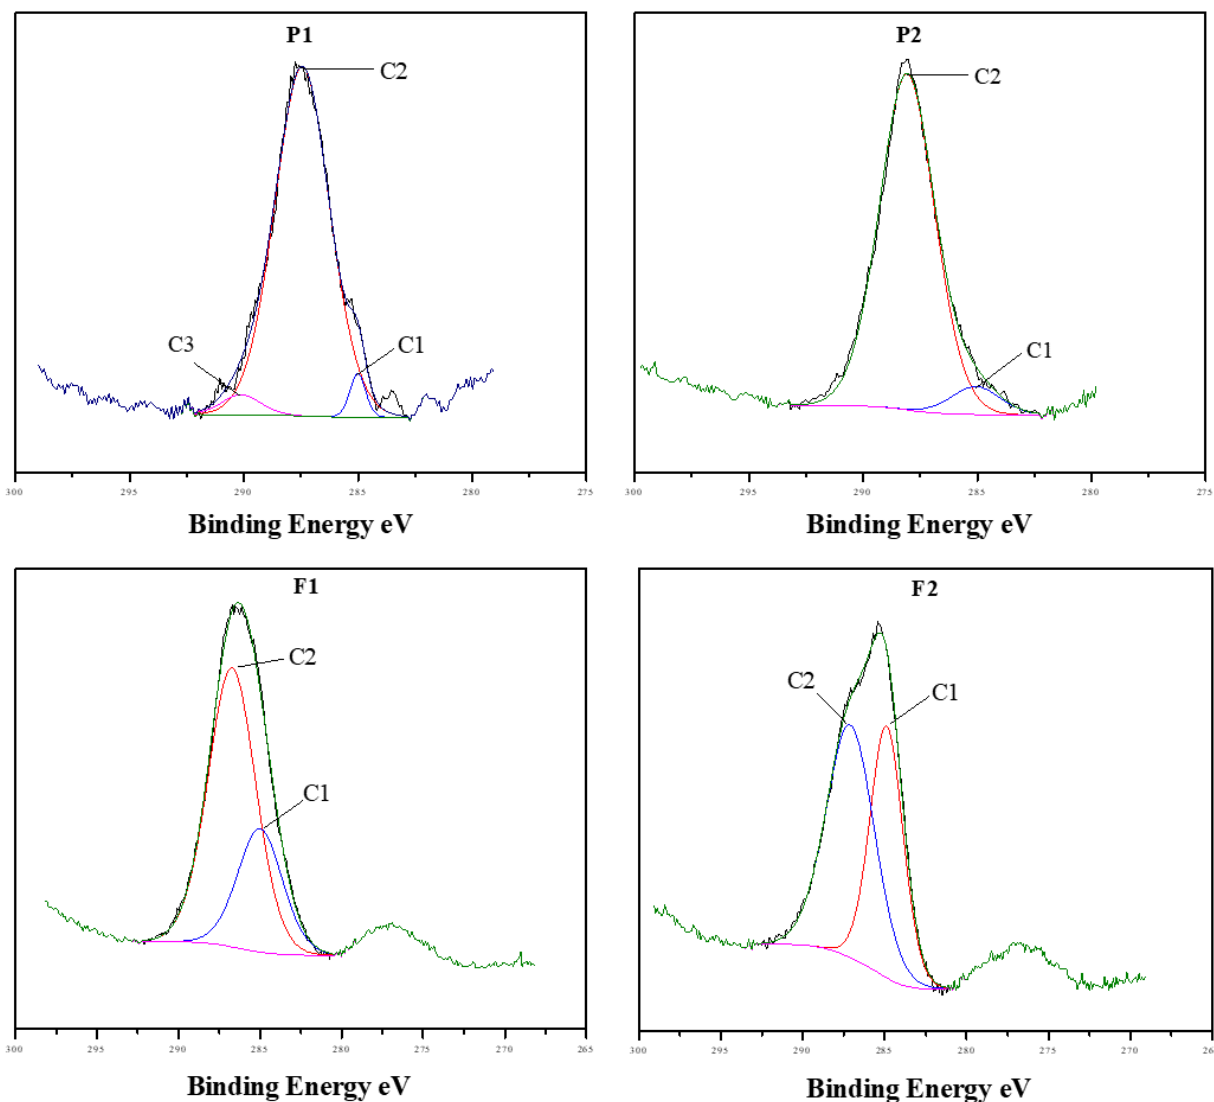 P1
C2
C3
C1
300 295 290 285 280 275
Binding Energy eV
P2
C2
C1
300 295 290 285 280 275
Binding Energy eV
F1
C2
C1
300 295 290 285 280 275 270 265
Binding Energy eV
F2
C2
C1
300 295 290 285 280 275 270 26
Binding Energy eV